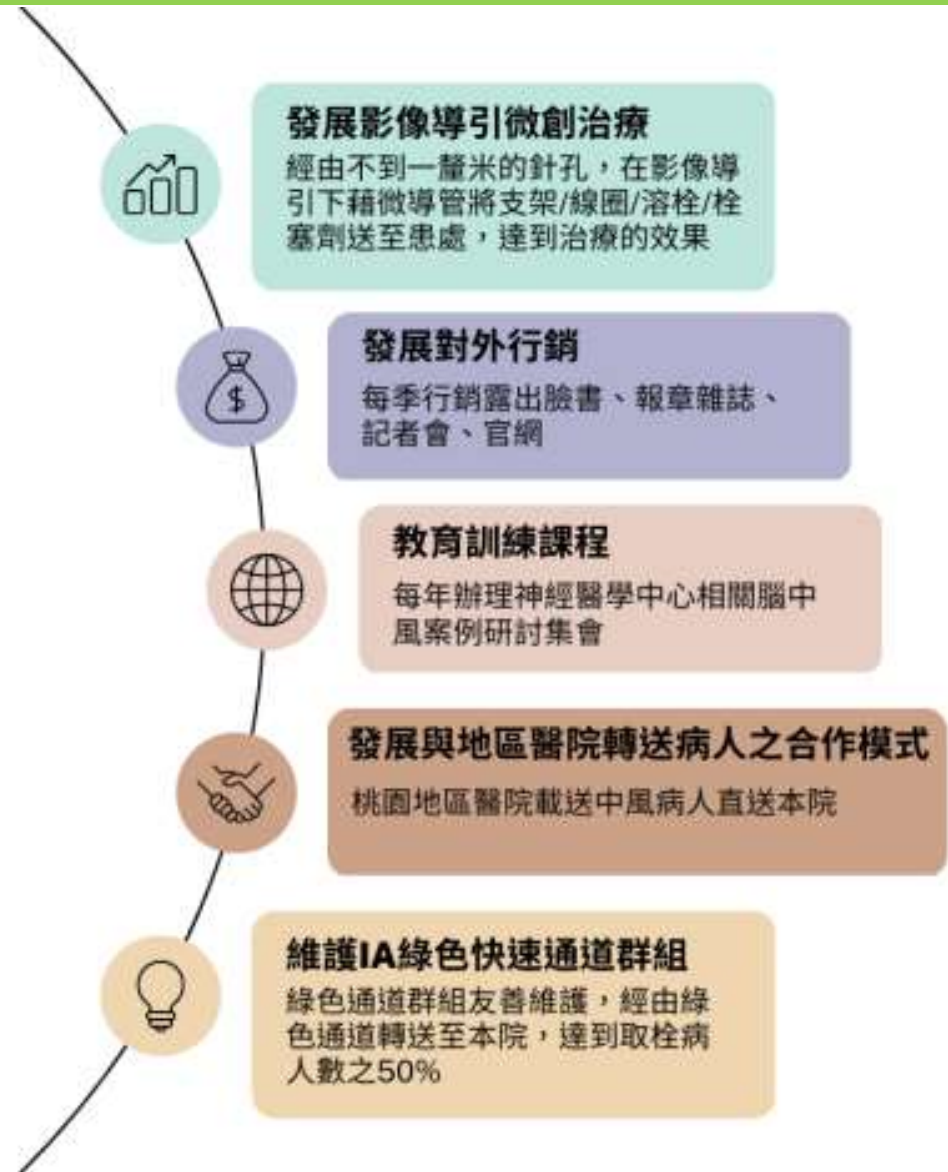 發展影像導引微創治療
經由不到一釐米的針孔，在影像導
引下藉微導管將支架/線圈/溶栓/栓
塞劑送至患處，達到治療的效果
發展對外行銷
$
每季行銷露出臉書、報章雜誌、
記者會、官網
教育訓練課程
每年辦理神經醫學中心相關腦中
風案例研討集會
發展與地區醫院轉送病人之合作模式
桃園地區醫院載送中風病人直送本院
維護IA綠色快速通道群組
綠色通道群組友善維護，經由綠
色通道轉送至本院，達到取栓病
人數之50%